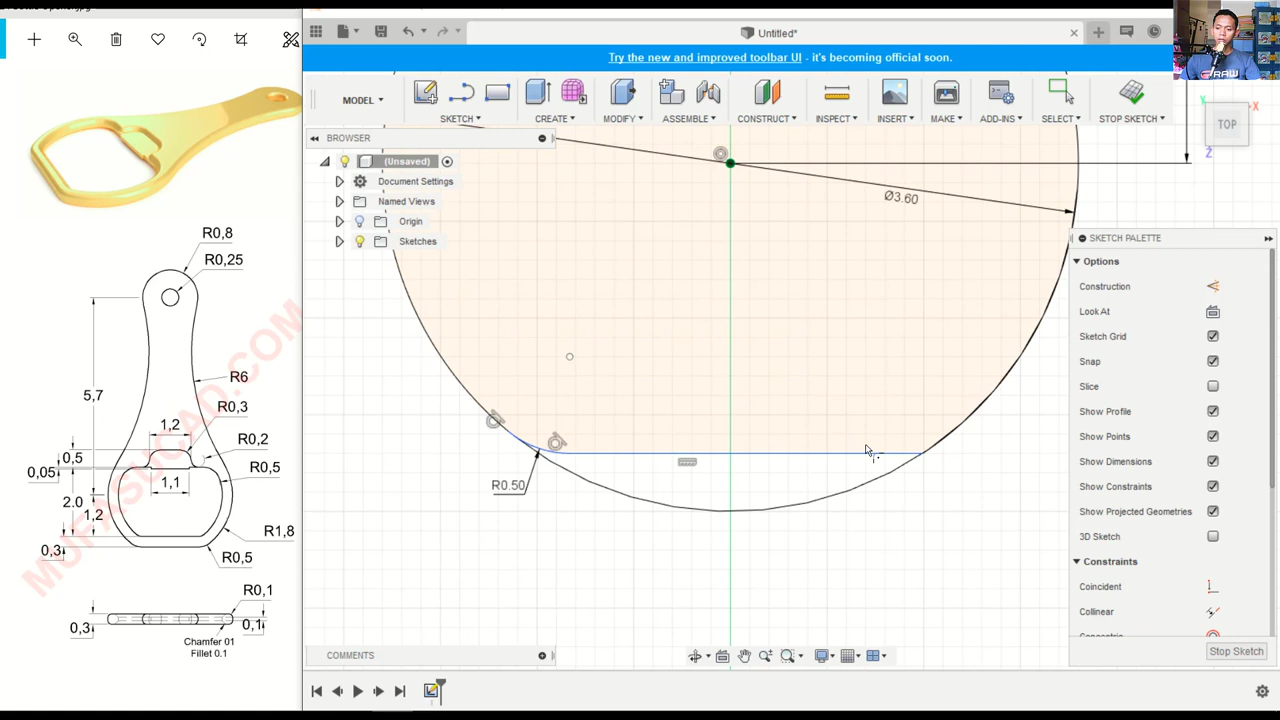 Untitled*
Try the new and improved toolbar UI - it's becoming official soon.
MODEL
SKETCH
CREATE
MODIFY
ASSEMBLE
CONSTRUCT
INSPECT
INSERT
MAKE
ADD-INS
SELECT
STOP SKETCH
BROWSER
(Unsaved)
Document Settings
Named Views
Origin
Sketches
TOP
X
Y
Z
Ø3.60
R0.50
SKETCH PALETTE
Options
Construction
Look At
Sketch Grid
Snap
Slice
Show Profile
Show Points
Show Dimensions
Show Constraints
Show Projected Geometries
3D Sketch
Constraints
Coincident
Collinear
Stop Sketch
COMMENTS
R0,8
R0,25
R6
5,7
R0,3
1,2
R0,2
0,5
R0,5
0,05
1,1
2.0
1,2
R1,8
0,3
R0,5
R0,1
0,3
0,1
Chamfer 01
Fillet 0.1
MUFASUCAD.COM